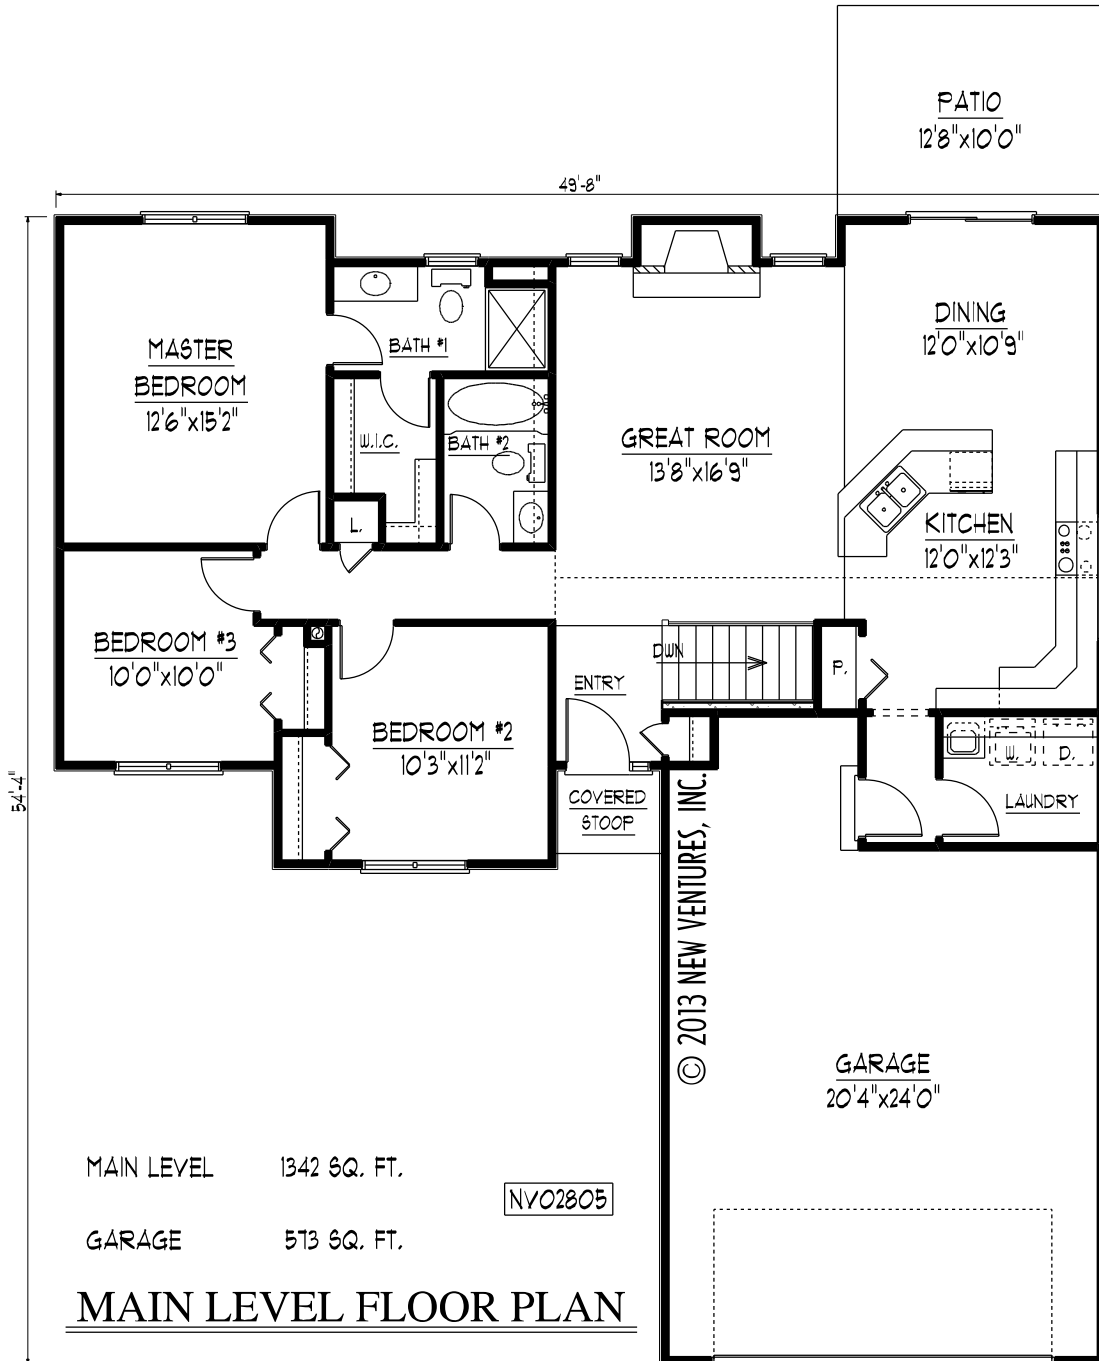 PATIO
12'8"x10'0"
49'-8"
MASTER
BEDROOM
12'6"x15'2"
BATH #1
W.I.C.
BATH #2
L.
GREAT ROOM
13'8"x16'9"
DINING
12'0"x10'9"
KITCHEN
12'0"x12'3"
BEDROOM #3
10'0"x10'0"
BEDROOM #2
10'3"x11'2"
ENTRY
DWN
P.
COVERED
STOOP
W.
D.
LAUNDRY
54'-4"
© 2013 NEW VENTURES, INC.
GARAGE
20'4"x24'0"
MAIN LEVEL 1342 SQ. FT.
GARAGE 573 SQ. FT.
NV02805
MAIN LEVEL FLOOR PLAN